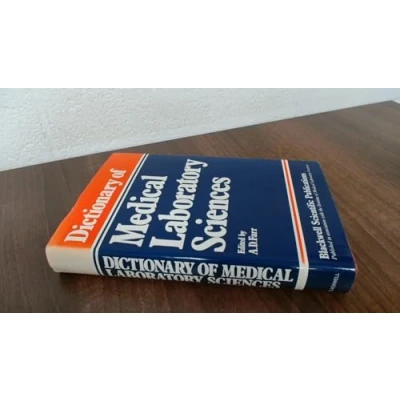 Dictionary of
Medical
Laboratory
Sciences
Edited by
A.D. Farr
Blackwell Scientific Publications
DICTIONARY OF MEDICAL
LABORATORY SCIENCES